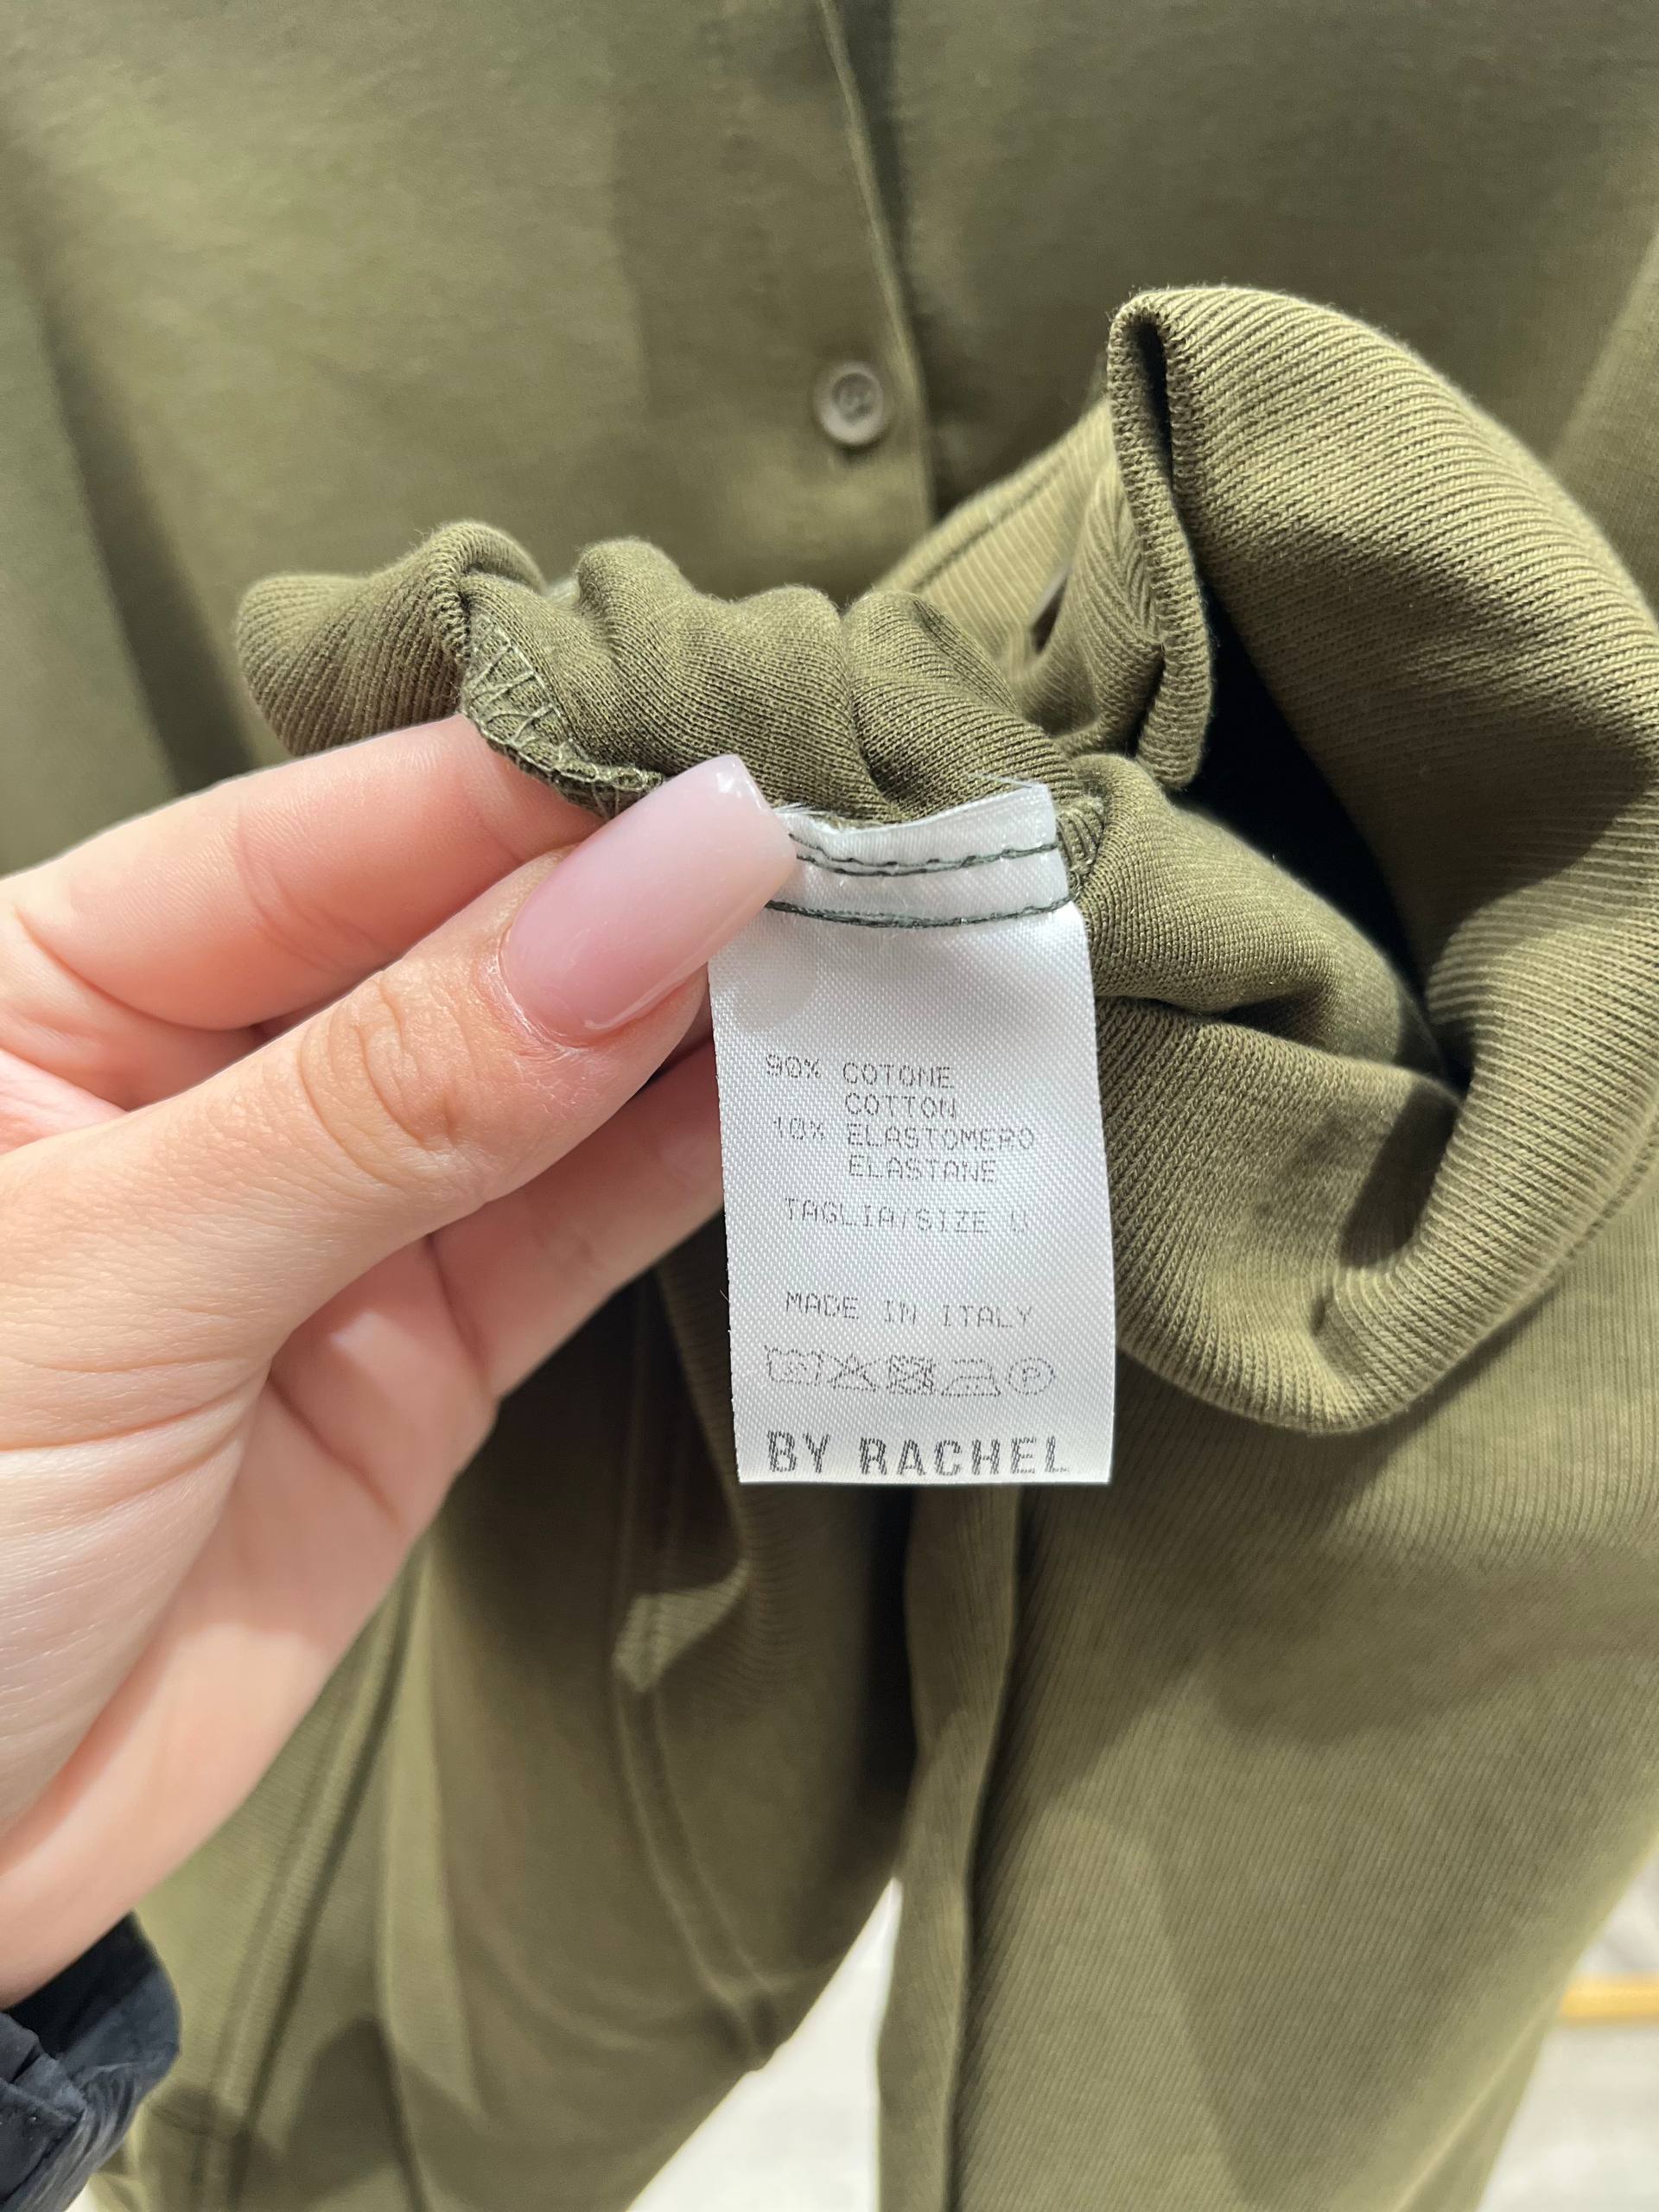 90% COTONE
COTTON
10% ELASTOMERO
ELASTANE
TAGLIA/SIZE U
MADE IN ITALY
BY RACHEL